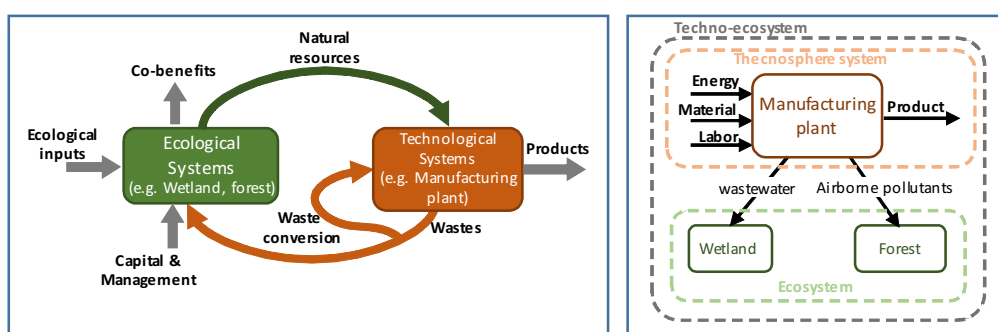 Natural
resources
Co-benefits
Ecological
inputs
Ecological
Systems
(e.g. Wetland, forest)
Technological
Systems
(e.g. Manufacturing
plant)
Products
Waste
conversion
Wastes
Capital &
Management
Techno-ecosystem
Thecnosphere system
Energy
Material
Labor
Manufacturing
plant
Product
wastewater
Airborne pollutants
Wetland
Forest
Ecosystem